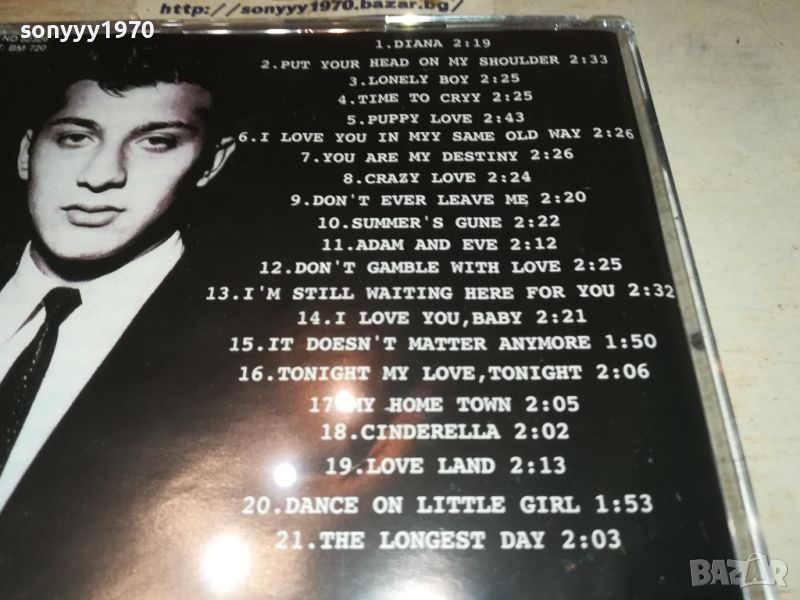 http://sonyyy1970.bazar.bg/
sonyyy1970
BM 720
1.DIANA 2:19
2.PUT YOUR HEAD ON MY SHOULDER 2:33
3.LONELY BOY 2:25
4.TIME TO CRYY 2:25
5.PUPPY LOVE 2:43
6.I LOVE YOU IN MYY SAME OLD WAY 2:26
7.YOU ARE MY DESTINY 2:26
8.CRAZY LOVE 2:24
9.DON'T EVER LEAVE ME 2:20
10.SUMMER'S GUNE 2:22
11.ADAM AND EVE 2:12
12.DON'T GAMBLE WITH LOVE 2:25
13.I'M STILL WAITING HERE FOR YOU 2:32
14.I LOVE YOU,BABY 2:21
15.IT DOESN'T MATTER ANYMORE 1:50
16.TONIGHT MY LOVE,TONIGHT 2:06
17.MY HOME TOWN 2:05
18.CINDERELLA 2:02
19.LOVE LAND 2:13
20.DANCE ON LITTLE GIRL 1:53
21.THE LONGEST DAY 2:03
BAZAR